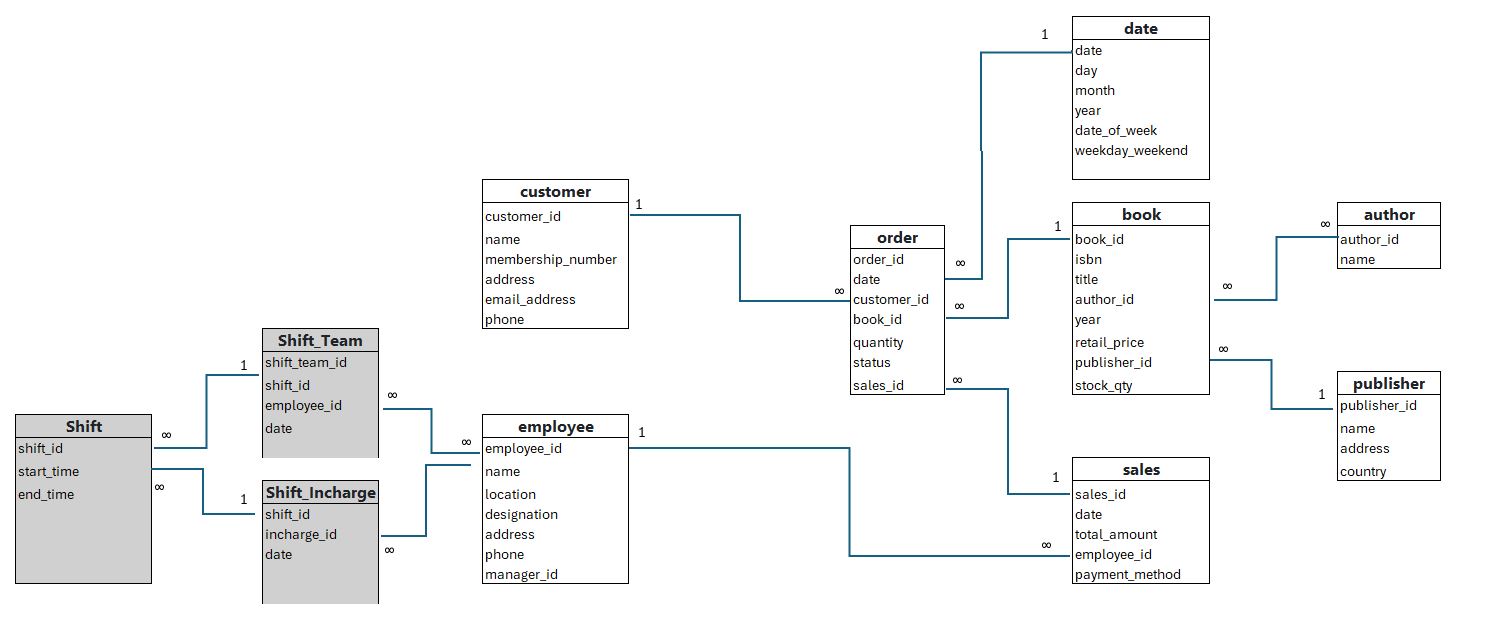 date
date
day
month
year
date_of_week
weekday_weekend
1
customer
customer_id
name
membership_number
address
email_address
phone
1
order
order_id
date
customer_id
book_id
quantity
status
sales_id
∞
∞
∞
∞
book
book_id
isbn
title
author_id
year
retail_price
publisher_id
stock_qty
1
∞
∞
author
author_id
name
∞
publisher
publisher_id
name
address
country
1
Shift_Team
shift_team_id
shift_id
employee_id
date
1
∞
Shift
shift_id
start_time
end_time
∞
∞
Shift_Incharge
shift_id
incharge_id
date
1
∞
employee
employee_id
name
location
designation
address
phone
manager_id
∞
1
sales
sales_id
date
total_amount
employee_id
payment_method
1
∞